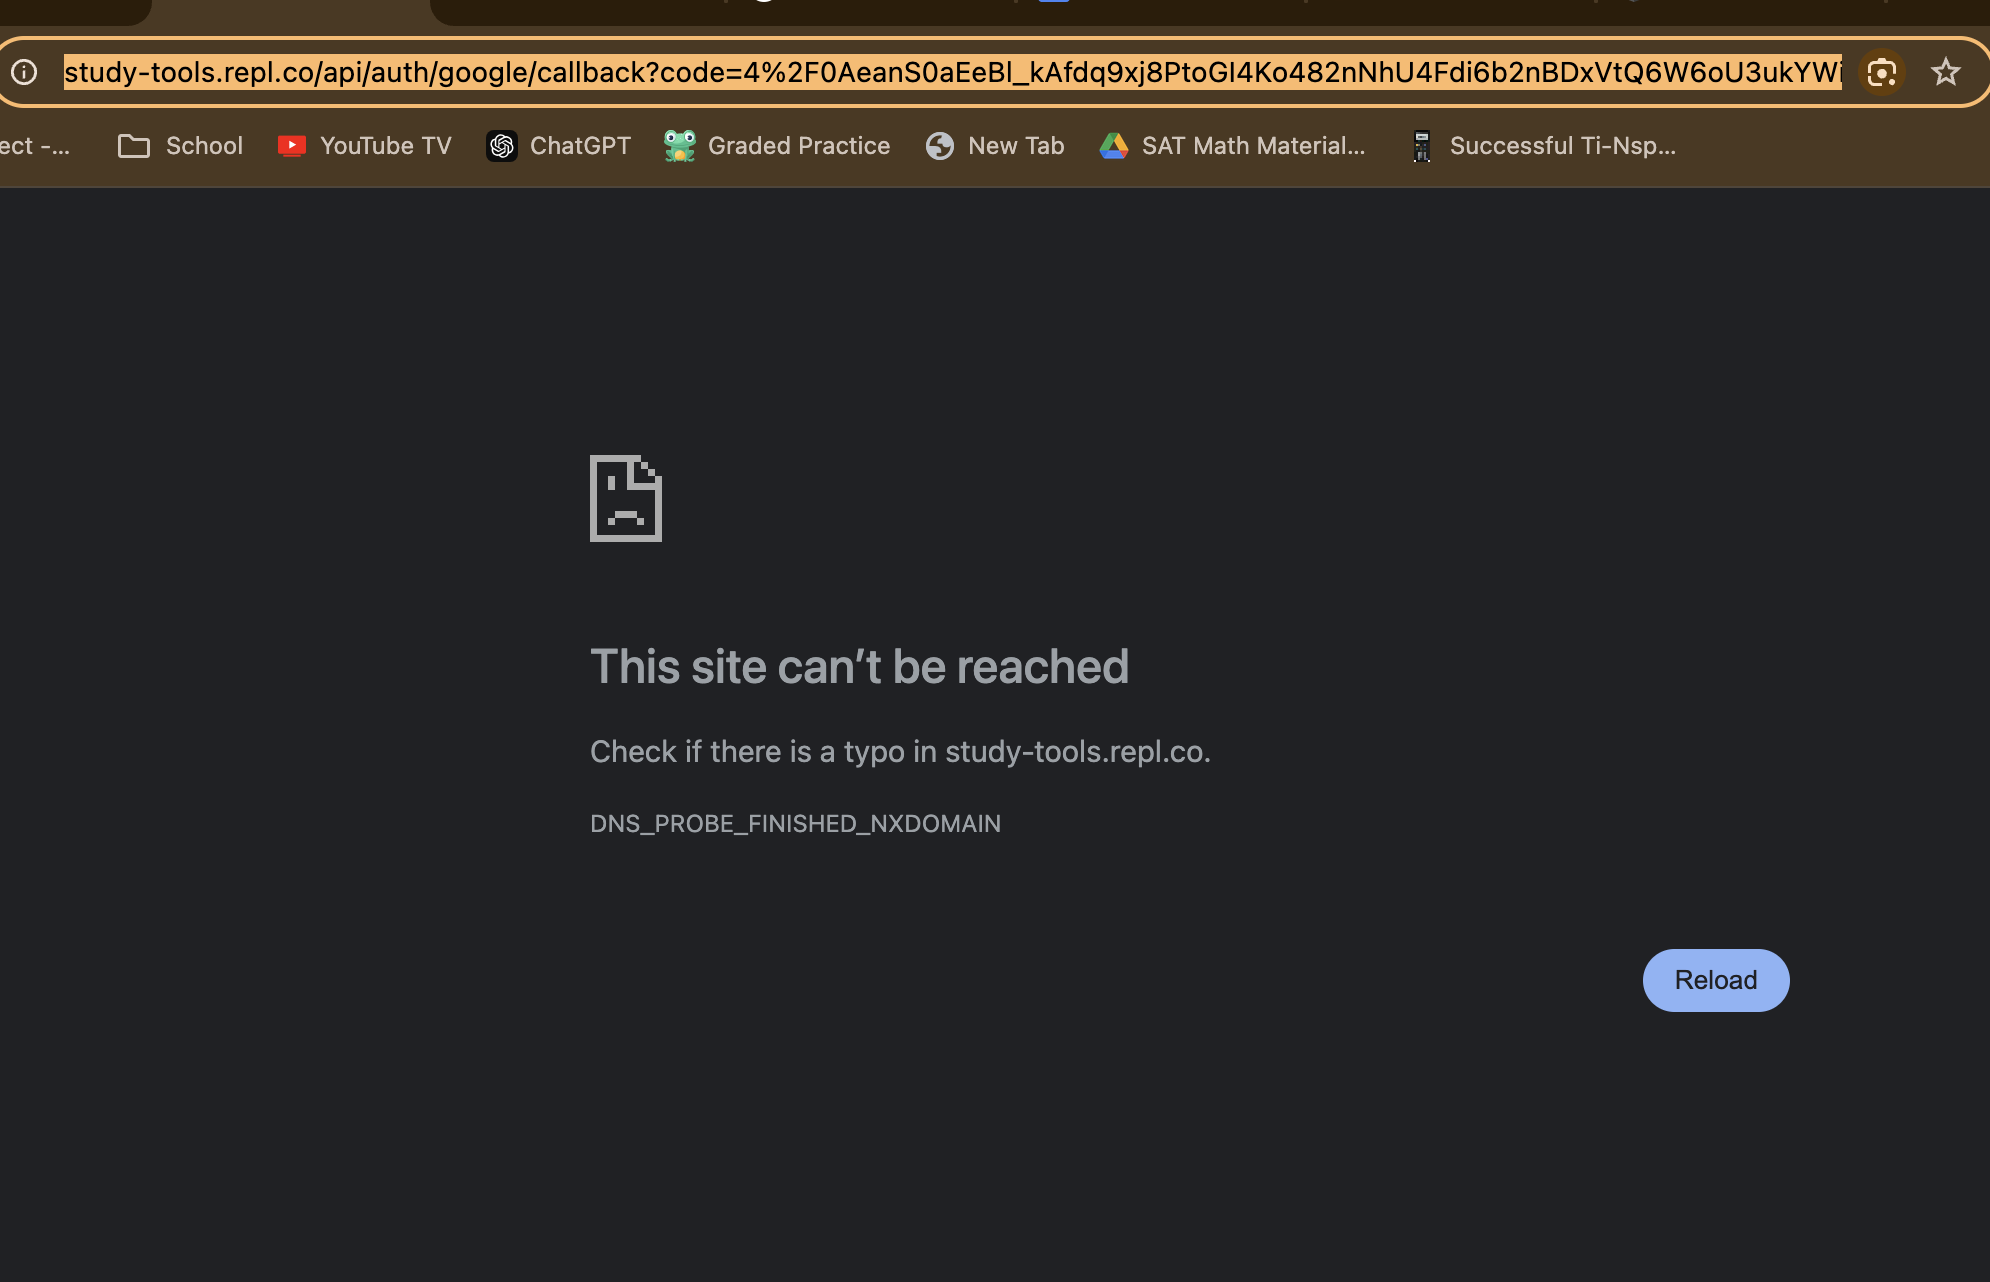 study-tools.repl.co/api/auth/google/callback?code=4%2F0AeanS0aEeBl_kAfdq9xj8PtoGI4Ko482nNhU4Fdi6b2nBDxVtQ6W6oU3ukYWi
ect -... School YouTube TV ChatGPT Graded Practice New Tab SAT Math Material... Successful Ti-Nsp...
This site can’t be reached
Check if there is a typo in study-tools.repl.co.
DNS_PROBE_FINISHED_NXDOMAIN
Reload